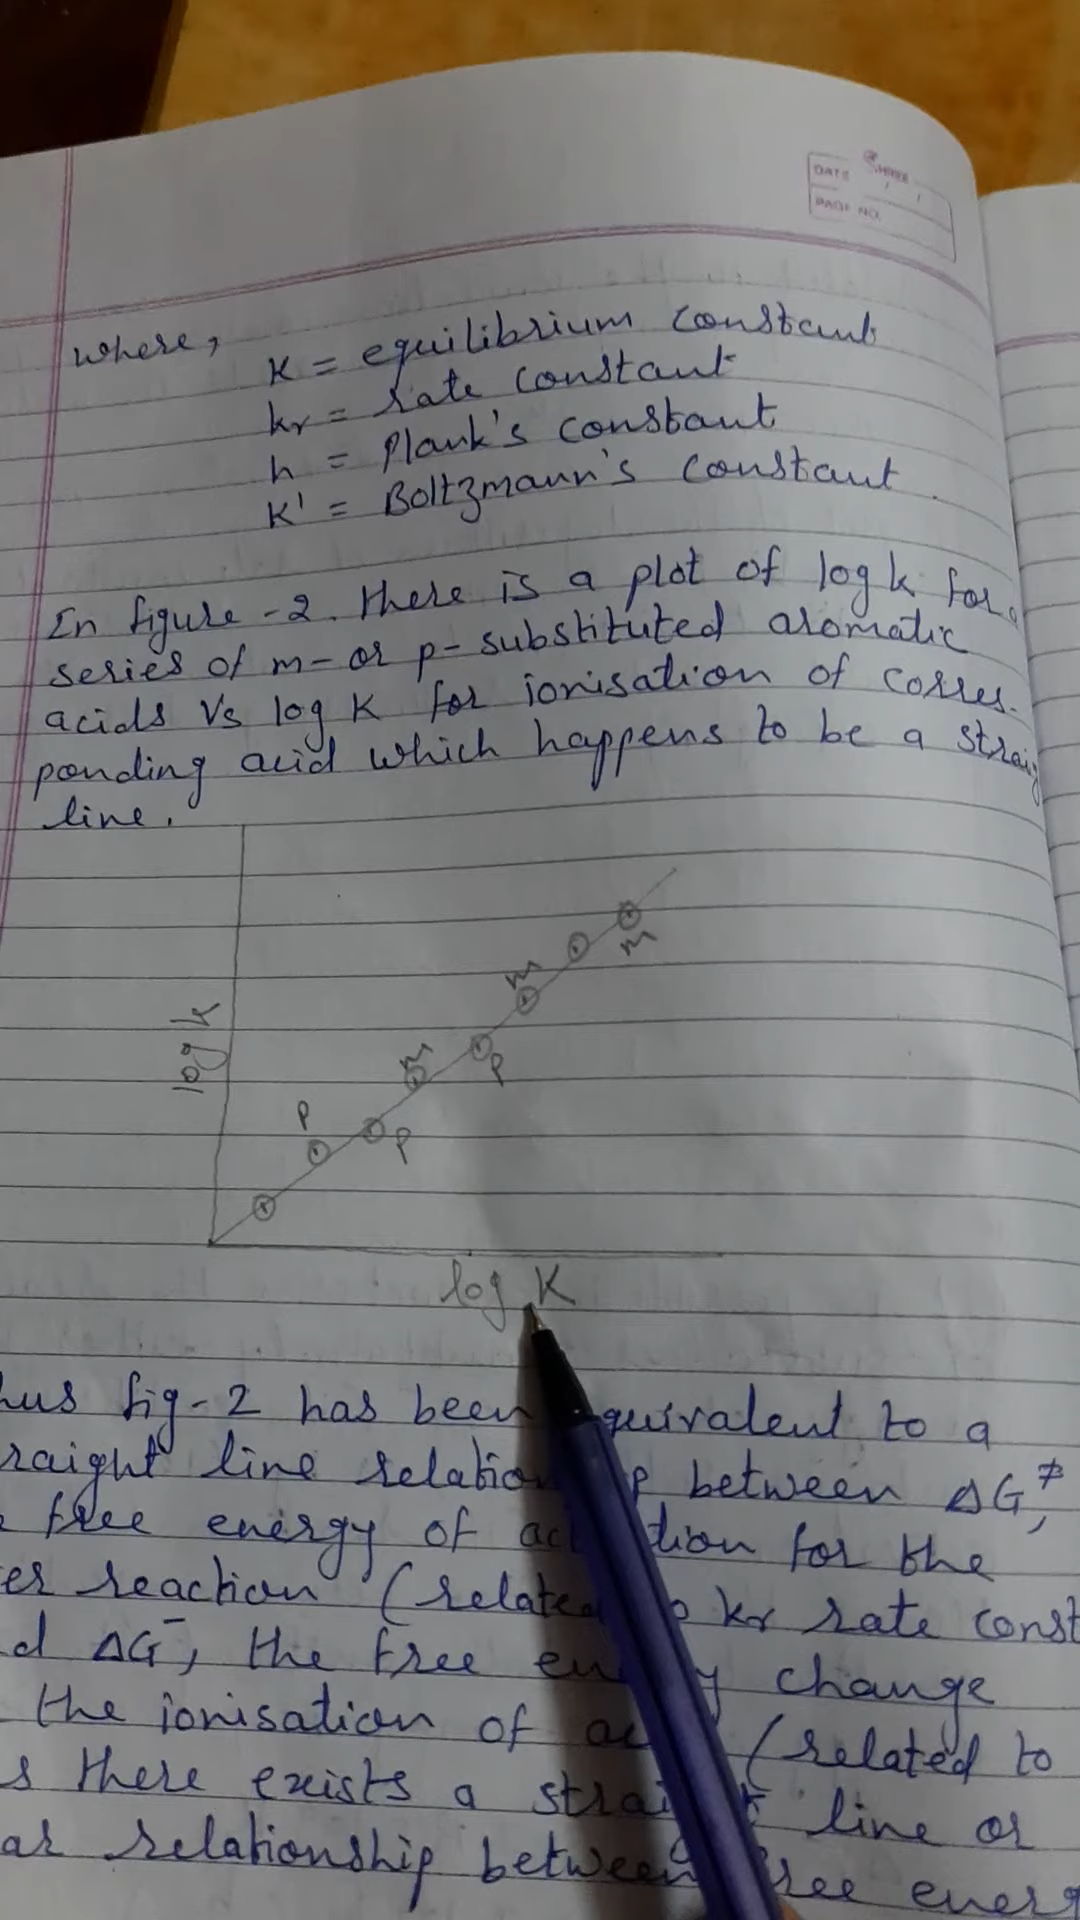 SHREE
DATE / /
PAGE NO.
where,
K = equilibrium constant
kr = rate constant
h = Plank's constant
K' = Boltzmann's constant.
In figure -2. there is a plot of log k for a
series of m- or p- substituted aromatic
acids Vs log K for ionisation of corres-
ponding acid which happens to be a straig
line.
log k
m
m
m
p
p
p
log K
hus fig-2 has been equivalent to a
raight line relation between ΔG≠,
free energy of ac tion for the
er reaction (related kr rate const
d ΔG⁻, the free en y change
the ionisation of ac (related to
s there exists a strai t line or
ar relationship between free energ